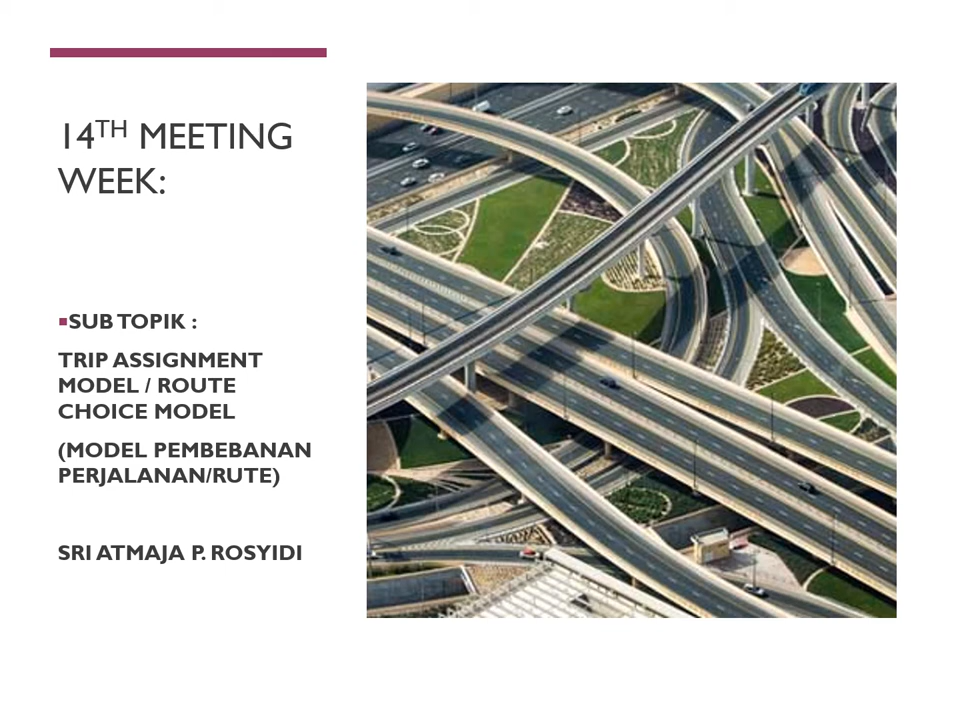 14TH MEETING
WEEK:
▪SUB TOPIK :
TRIP ASSIGNMENT
MODEL / ROUTE
CHOICE MODEL
(MODEL PEMBEBANAN
PERJALANAN/RUTE)
SRI ATMAJA P. ROSYIDI